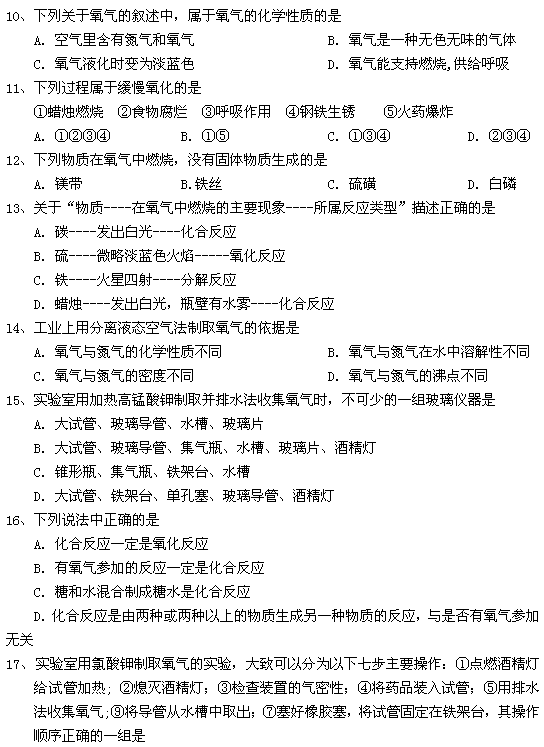 10、下列关于氧气的叙述中，属于氧气的化学性质的是
A. 空气里含有氮气和氧气 B. 氧气是一种无色无味的气体
C. 氧气液化时变为淡蓝色 D. 氧气能支持燃烧,供给呼吸
11、下列过程属于缓慢氧化的是
①蜡烛燃烧 ②食物腐烂 ③呼吸作用 ④钢铁生锈 ⑤火药爆炸
A. ①②③④ B. ①⑤ C. ①③④ D. ②③④
12、下列物质在氧气中燃烧，没有固体物质生成的是
A. 镁带 B.铁丝 C. 硫磺 D. 白磷
13、关于“物质----在氧气中燃烧的主要现象----所属反应类型”描述正确的是
A. 碳----发出白光----化合反应
B. 硫----微略淡蓝色火焰-----氧化反应
C. 铁----火星四射----分解反应
D. 蜡烛----发出白光，瓶壁有水雾----化合反应
14、工业上用分离液态空气法制取氧气的依据是
A. 氧气与氮气的化学性质不同 B. 氧气与氮气在水中溶解性不同
C. 氧气与氮气的密度不同 D. 氧气与氮气的沸点不同
15、实验室用加热高锰酸钾制取并排水法收集氧气时，不可少的一组玻璃仪器是
A. 大试管、玻璃导管、水槽、玻璃片
B. 大试管、玻璃导管、集气瓶、水槽、玻璃片、酒精灯
C. 锥形瓶、集气瓶、铁架台、水槽
D. 大试管、铁架台、单孔塞、玻璃导管、酒精灯
16、下列说法中正确的是
A. 化合反应一定是氧化反应
B. 有氧气参加的反应一定是化合反应
C. 糖和水混合制成糖水是化合反应
D. 化合反应是由两种或两种以上的物质生成另一种物质的反应，与是否有氧气参加
无关
17、实验室用氯酸钾制取氧气的实验，大致可以分为以下七步主要操作：①点燃酒精灯
给试管加热；②熄灭酒精灯；③检查装置的气密性；④将药品装入试管；⑤用排水
法收集氧气;⑨将导管从水槽中取出；⑦塞好橡胶塞，将试管固定在铁架台，其操作
顺序正确的一组是